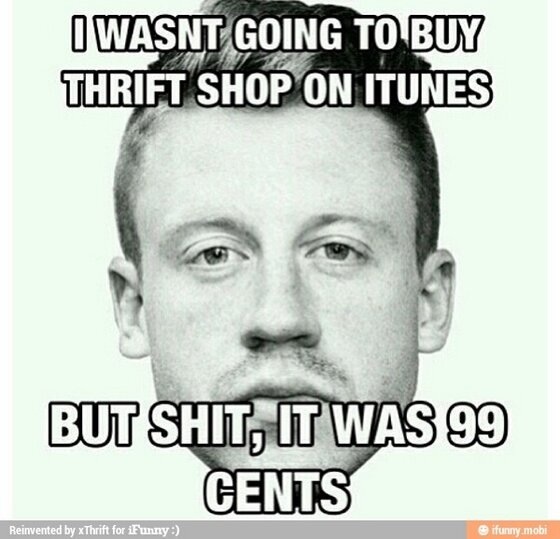 I WASNT GOING TO BUY
THRIFT SHOP ON ITUNES
BUT SHIT, IT WAS 99
CENTS
Reinvented by xThrift for iFunny :)
ifunny.mobi